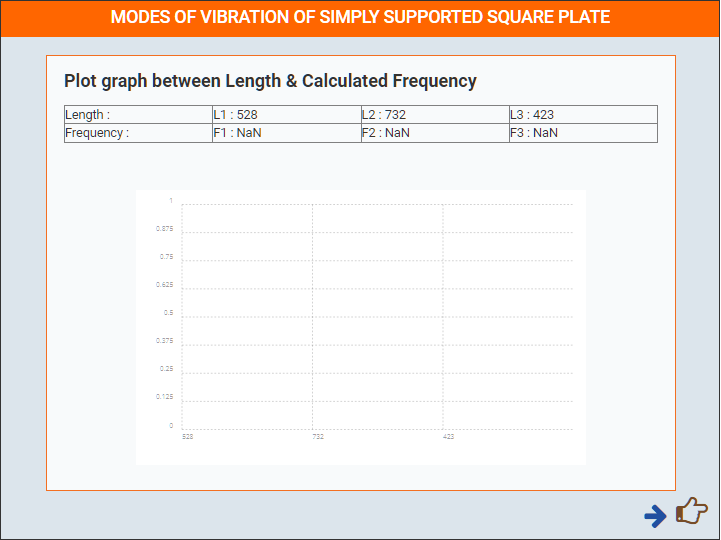 MODES OF VIBRATION OF SIMPLY SUPPORTED SQUARE PLATE
Plot graph between Length & Calculated Frequency
Length : L1 : 528 L2 : 732 L3 : 423
Frequency : F1 : NaN F2 : NaN F3 : NaN
1
0.875
0.75
0.625
0.5
0.375
0.25
0.125
0
528 732 423